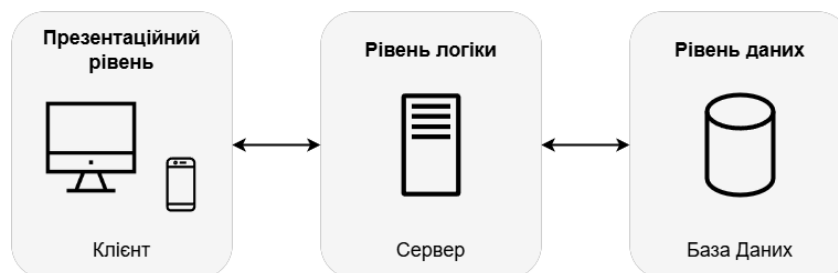 Презентаційний
рівень
Клієнт
Рівень логіки
Сервер
Рівень даних
База Даних